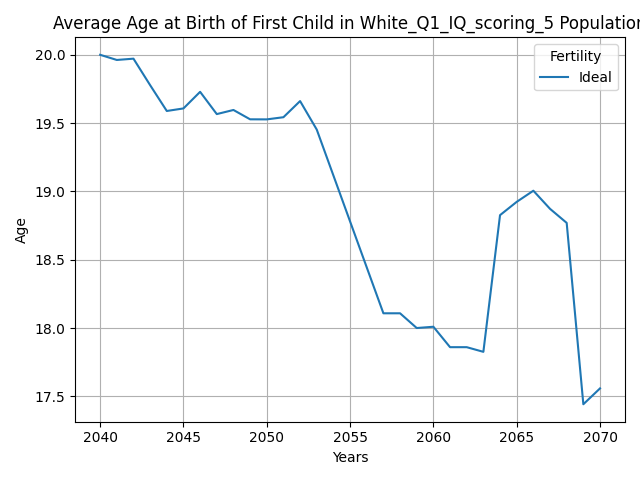 Average Age at Birth of First Child in White_Q1_IQ_scoring_5 Population
Fertility
Ideal
20.0
19.5
19.0
18.5
18.0
17.5
Age
2040 2045 2050 2055 2060 2065 2070
Years